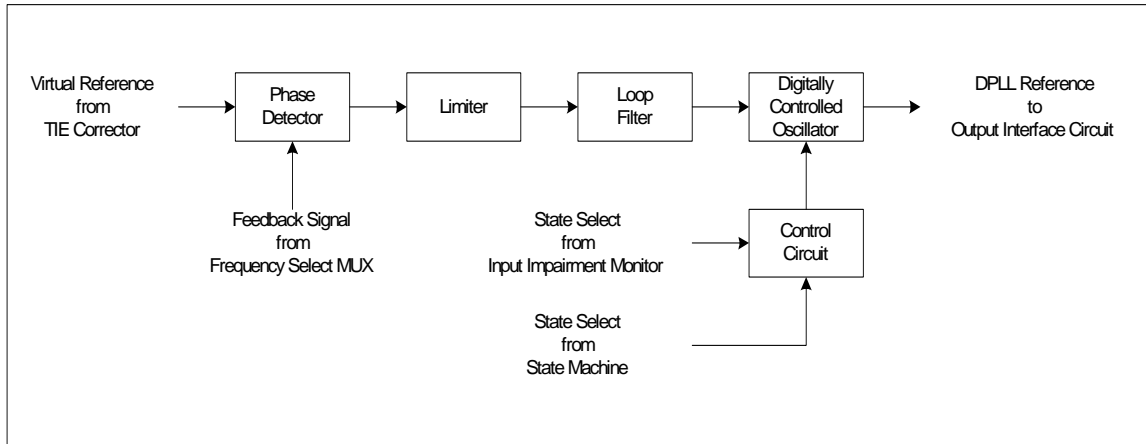 Virtual Reference
from
TIE Corrector
Phase
Detector
Limiter
Loop
Filter
Digitally
Controlled
Oscillator
DPLL Reference
to
Output Interface Circuit
Feedback Signal
from
Frequency Select MUX
State Select
from
Input Impairment Monitor
Control
Circuit
State Select
from
State Machine